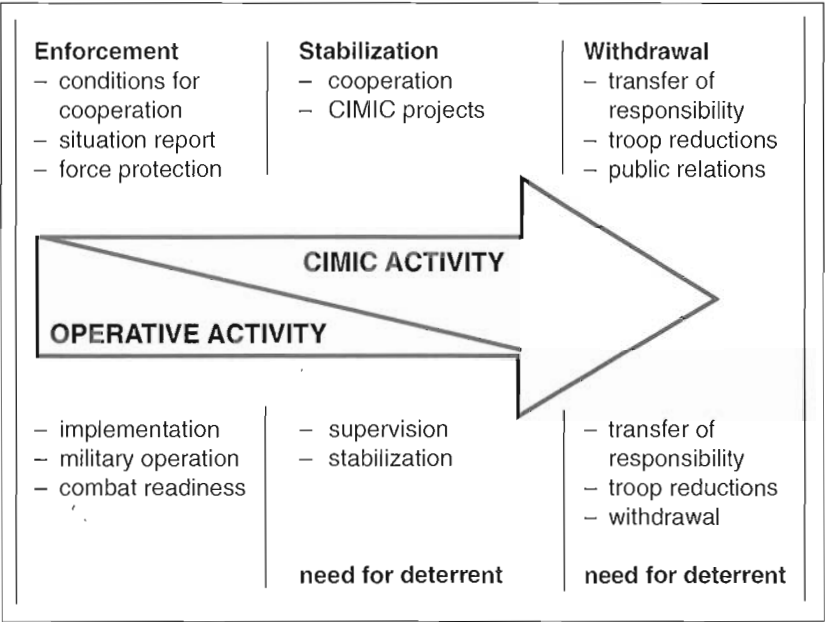 Enforcement
– conditions for
cooperation
– situation report
– force protection
Stabilization
– cooperation
– CIMIC projects
Withdrawal
– transfer of
responsibility
– troop reductions
– public relations
CIMIC ACTIVITY
OPERATIVE ACTIVITY
– implementation
– military operation
– combat readiness
– supervision
– stabilization
need for deterrent
– transfer of
responsibility
– troop reductions
– withdrawal
need for deterrent